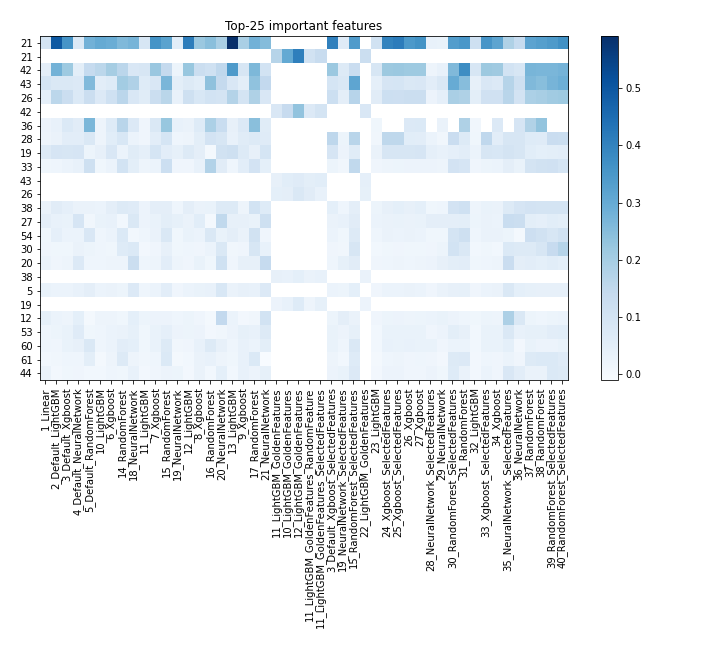 Top-25 important features
21
21
42
43
26
42
36
28
19
33
43
26
38
27
54
30
20
38
5
19
12
53
60
61
44
0.5
0.4
0.3
0.2
0.1
0.0
1_Linear
2_Default_LightGBM
3_Default_Xgboost
4_Default_NeuralNetwork
5_Default_RandomForest
10_LightGBM
6_Xgboost
14_RandomForest
18_NeuralNetwork
11_LightGBM
7_Xgboost
15_RandomForest
19_NeuralNetwork
12_LightGBM
8_Xgboost
16_RandomForest
20_NeuralNetwork
13_LightGBM
9_Xgboost
17_RandomForest
21_NeuralNetwork
11_LightGBM_GoldenFeatures
10_LightGBM_GoldenFeatures
12_LightGBM_GoldenFeatures
11_LightGBM_GoldenFeatures_RandomFeature
11_LightGBM_GoldenFeatures_SelectedFeatures
3_Default_Xgboost_SelectedFeatures
19_NeuralNetwork_SelectedFeatures
15_RandomForest_SelectedFeatures
22_LightGBM_GoldenFeatures
23_LightGBM
24_Xgboost_SelectedFeatures
25_Xgboost_SelectedFeatures
26_Xgboost
27_Xgboost
28_NeuralNetwork_SelectedFeatures
29_NeuralNetwork
30_RandomForest_SelectedFeatures
31_RandomForest
32_LightGBM
33_Xgboost_SelectedFeatures
34_Xgboost
35_NeuralNetwork_SelectedFeatures
36_NeuralNetwork
37_RandomForest
38_RandomForest
39_RandomForest_SelectedFeatures
40_RandomForest_SelectedFeatures